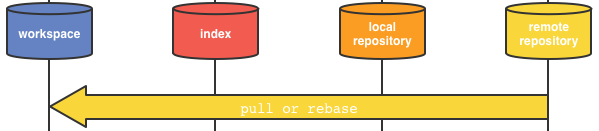 workspace
index
local
repository
remote
repository
pull or rebase